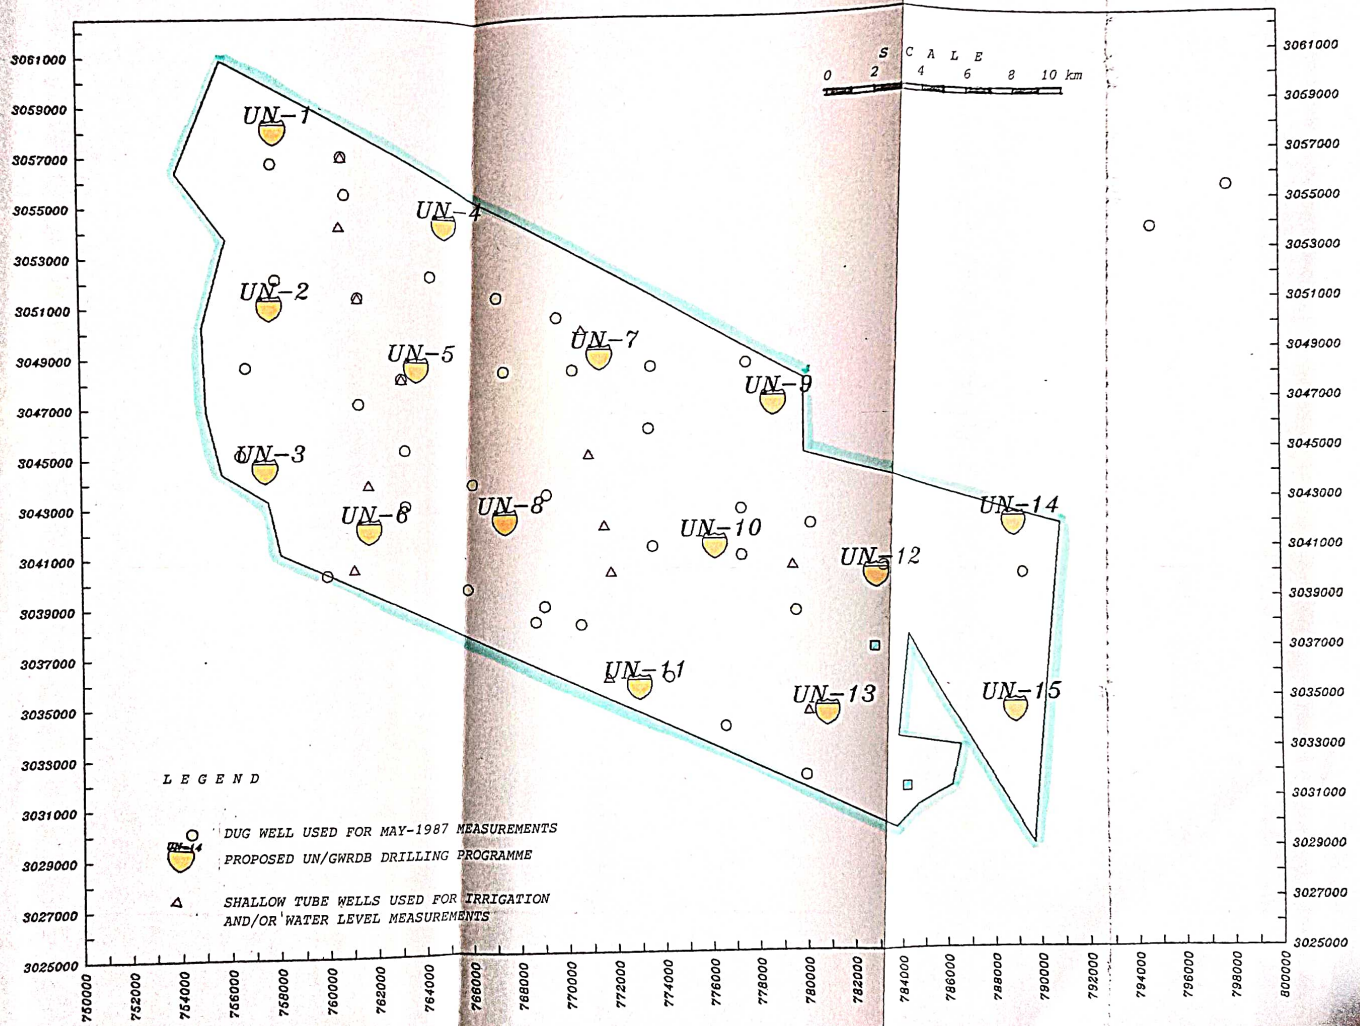 S C A L E
0 2 4 6 8 10 km
3061000
3059000
3057000
3055000
3053000
3051000
3049000
3047000
3045000
3043000
3041000
3039000
3037000
3035000
3033000
3031000
3029000
3027000
3025000
UN-1
UN-4
UN-2
UN-7
UN-5
UN-9
UN-3
UN-8
UN-6
UN-14
UN-10
UN-12
UN-11
UN-13
UN-15
3061000
3059000
3057000
3055000
3053000
3051000
3049000
3047000
3045000
3043000
3041000
3039000
3037000
3035000
3033000
3031000
3029000
3027000
3025000
L E G E N D
DUG WELL USED FOR MAY-1987 MEASUREMENTS
UN-14
PROPOSED UN/GWRDB DRILLING PROGRAMME
SHALLOW TUBE WELLS USED FOR IRRIGATION
AND/OR WATER LEVEL MEASUREMENTS
750000
752000
754000
756000
758000
760000
762000
764000
766000
768000
770000
772000
774000
776000
778000
780000
782000
784000
786000
788000
790000
792000
794000
796000
798000
800000